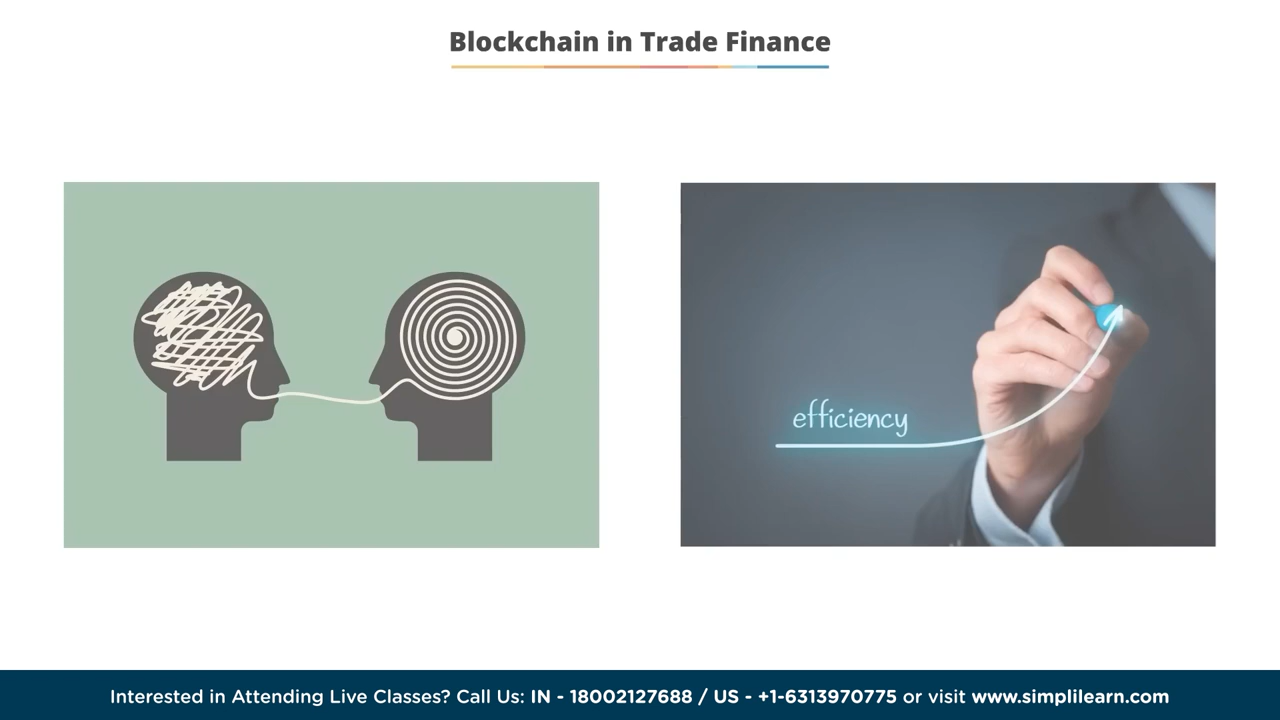 Blockchain in Trade Finance
efficiency
Interested in Attending Live Classes? Call Us: IN - 18002127688 / US - +1-6313970775 or visit www.simplilearn.com